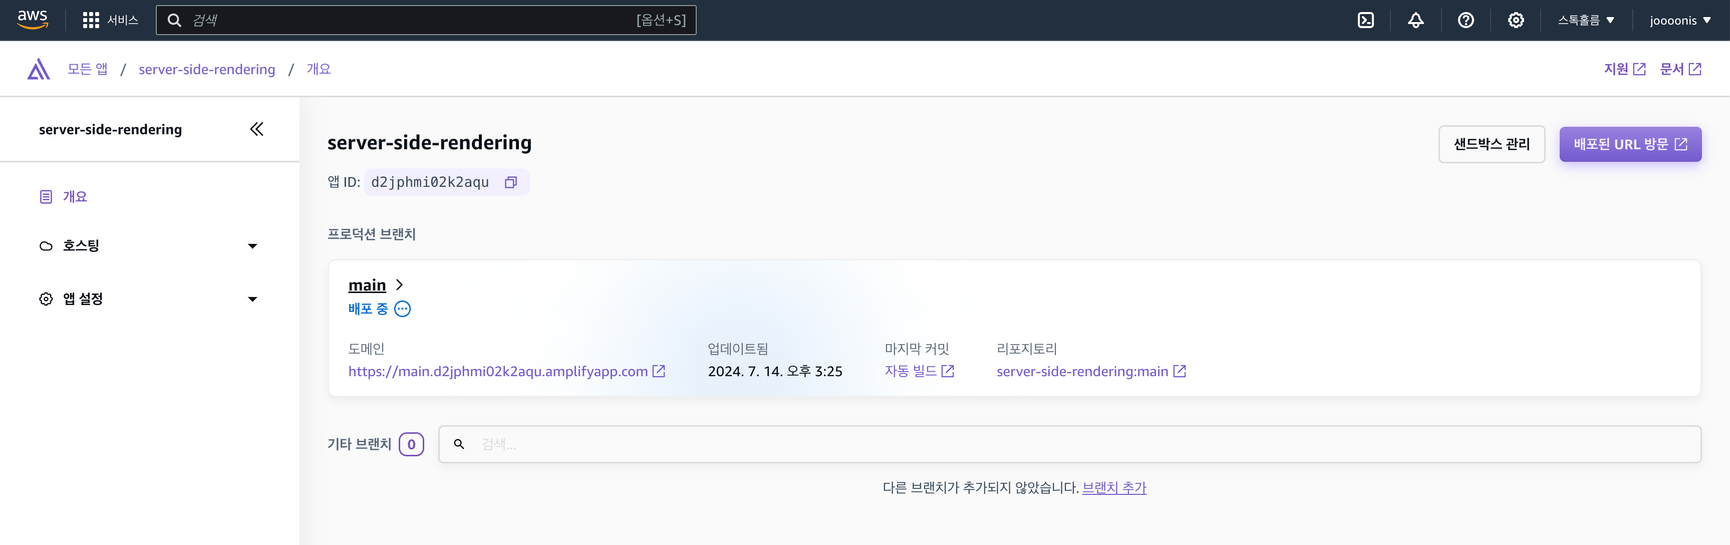 aws 서비스 검색 [옵션+S] 스톡홀름 joooonis
모든 앱 / server-side-rendering / 개요 지원 문서
server-side-rendering
개요
호스팅
앱 설정
server-side-rendering
샌드박스 관리 배포된 URL 방문
앱 ID: d2jphmi02k2aqu
프로덕션 브랜치
main
배포 중
도메인 업데이트됨 마지막 커밋 리포지토리
https://main.d2jphmi02k2aqu.amplifyapp.com 2024. 7. 14. 오후 3:25 자동 빌드 server-side-rendering:main
기타 브랜치 0 검색...
다른 브랜치가 추가되지 않았습니다. 브랜치 추가